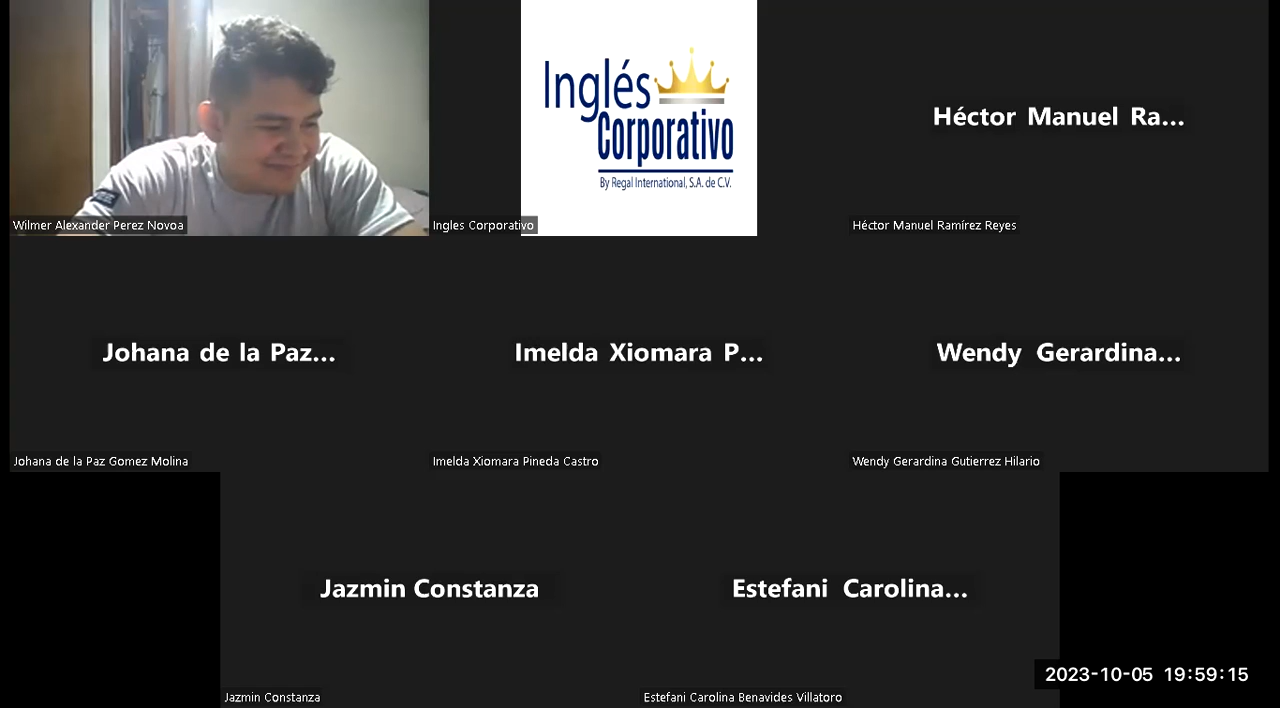 Inglés
Corporativo
By Regal International, S.A. de C.V.
Héctor Manuel Ra...
Wilmer Alexander Perez Novoa
Ingles Corporativo
Héctor Manuel Ramírez Reyes
Johana de la Paz...
Imelda Xiomara P...
Wendy Gerardina...
Johana de la Paz Gomez Molina
Imelda Xiomara Pineda Castro
Wendy Gerardina Gutierrez Hilario
Jazmin Constanza
Estefani Carolina...
2023-10-05 19:59:15
Jazmin Constanza
Estefani Carolina Benavides Villatoro